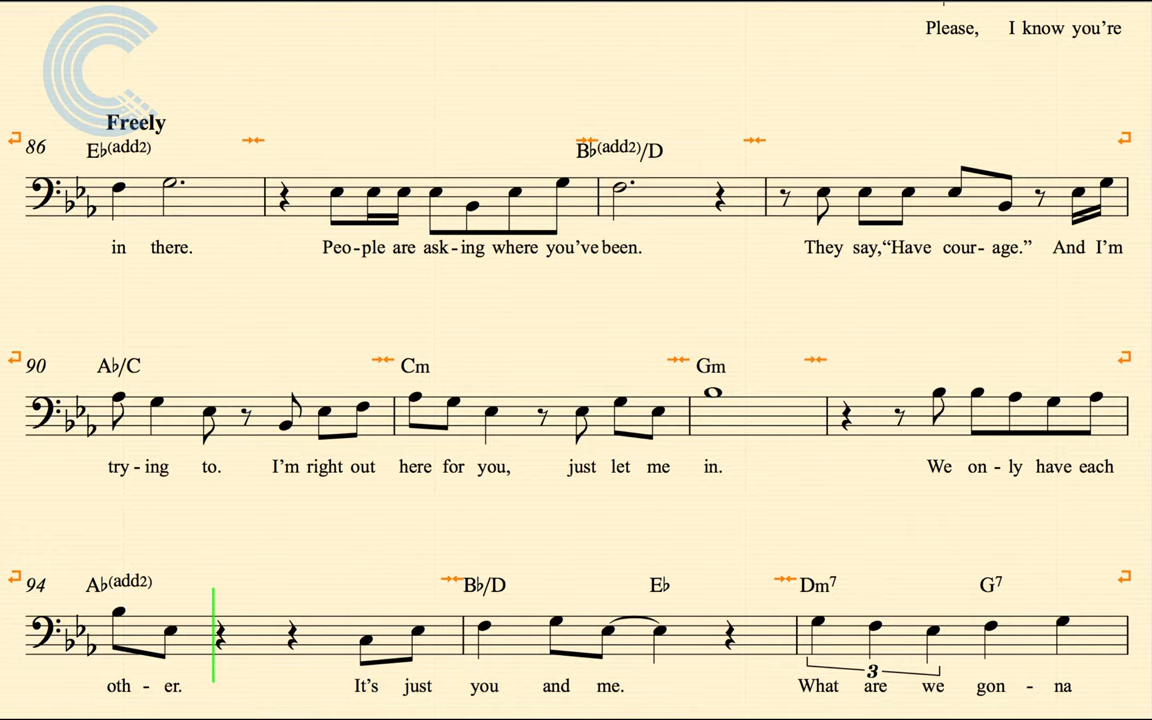 Please, I know you’re
Freely
86 E♭(add2) B♭(add2)/D
in there. Peo-ple are ask-ing where you’ve been. They say, “Have cour-age.” And I’m
90 A♭/C Cm Gm
try-ing to. I’m right out here for you, just let me in. We on-ly have each
94 A♭(add2) B♭/D E♭ Dm7 G7
oth - er. It’s just you and me. What are we gon - na
3